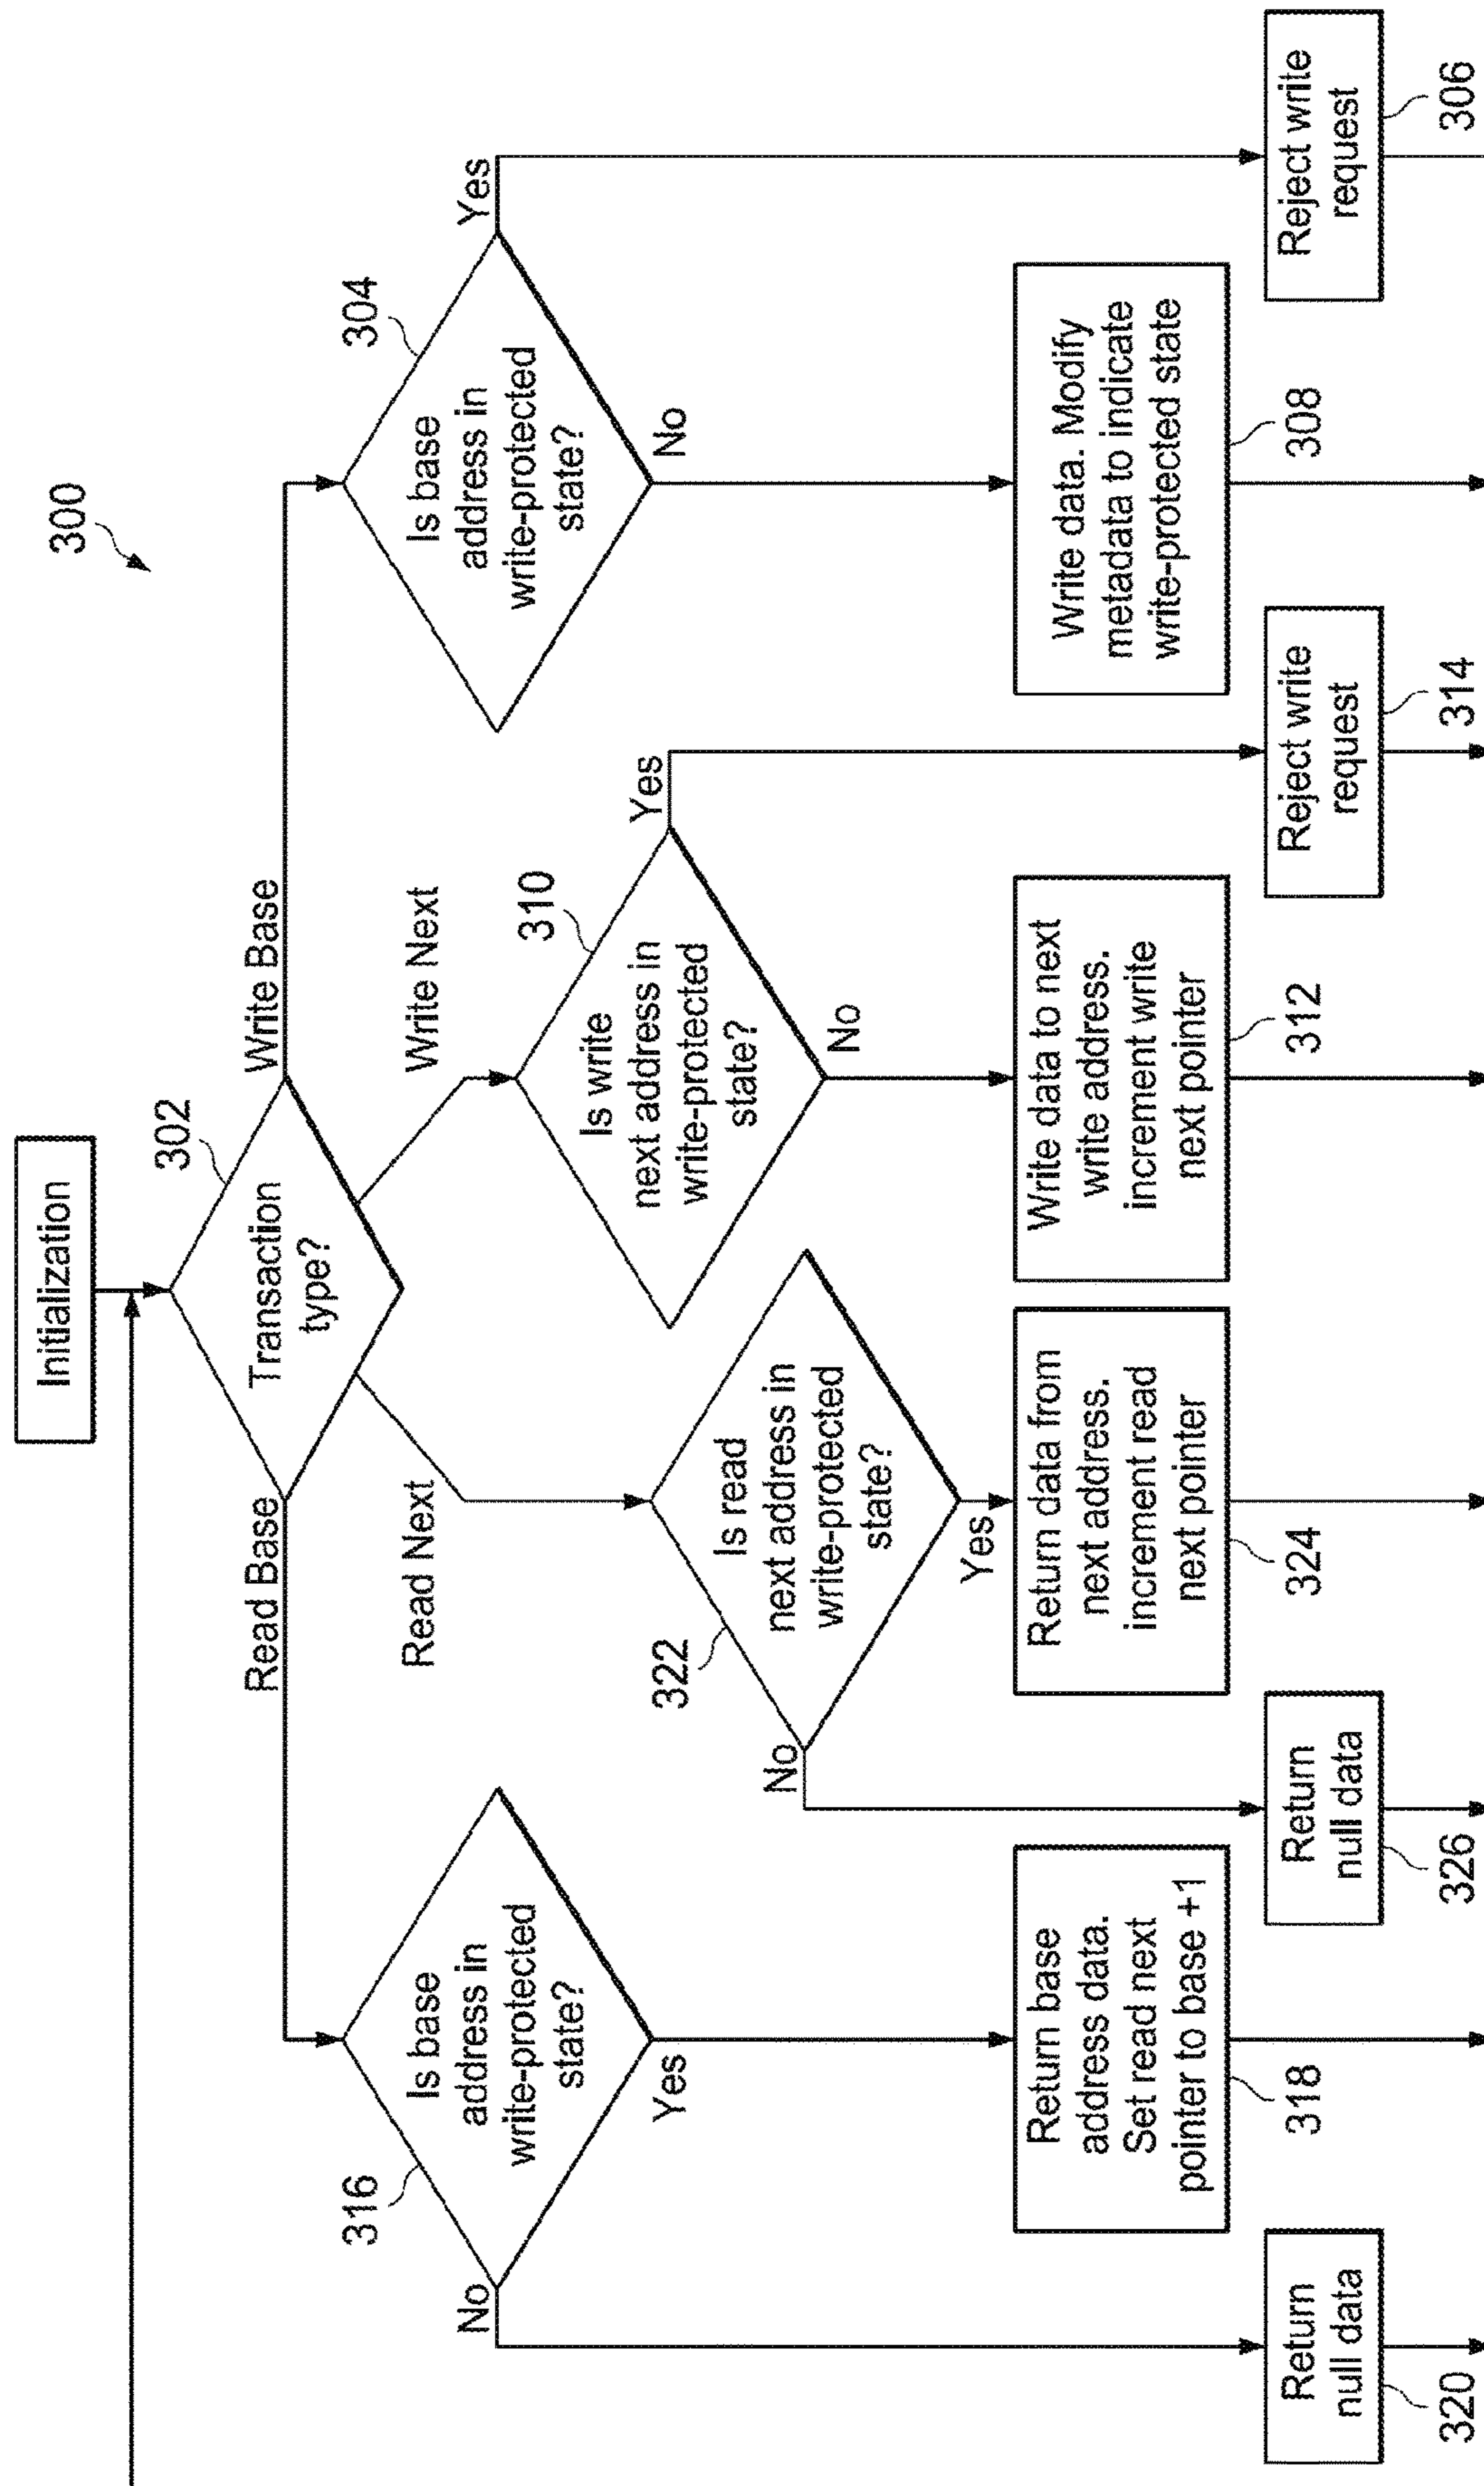 300
Initialization
302
Transaction
type?
Read Base
Write Base
Read Next
Write Next
316
Is base
address in
write-protected
state?
No
Yes
322
Is read
next address in
write-protected
state?
No
Yes
310
Is write
next address in
write-protected
state?
Yes
No
304
Is base
address in
write-protected
state?
Yes
No
Return
null data
320
Return base
address data.
Set read next
pointer to base +1
318
Return
null data
326
Return data from
next address.
increment read
next pointer
324
Write data to next
write address.
increment write
next pointer
312
Reject write
request
314
Write data. Modify
metadata to indicate
write-protected state
308
Reject write
request
306